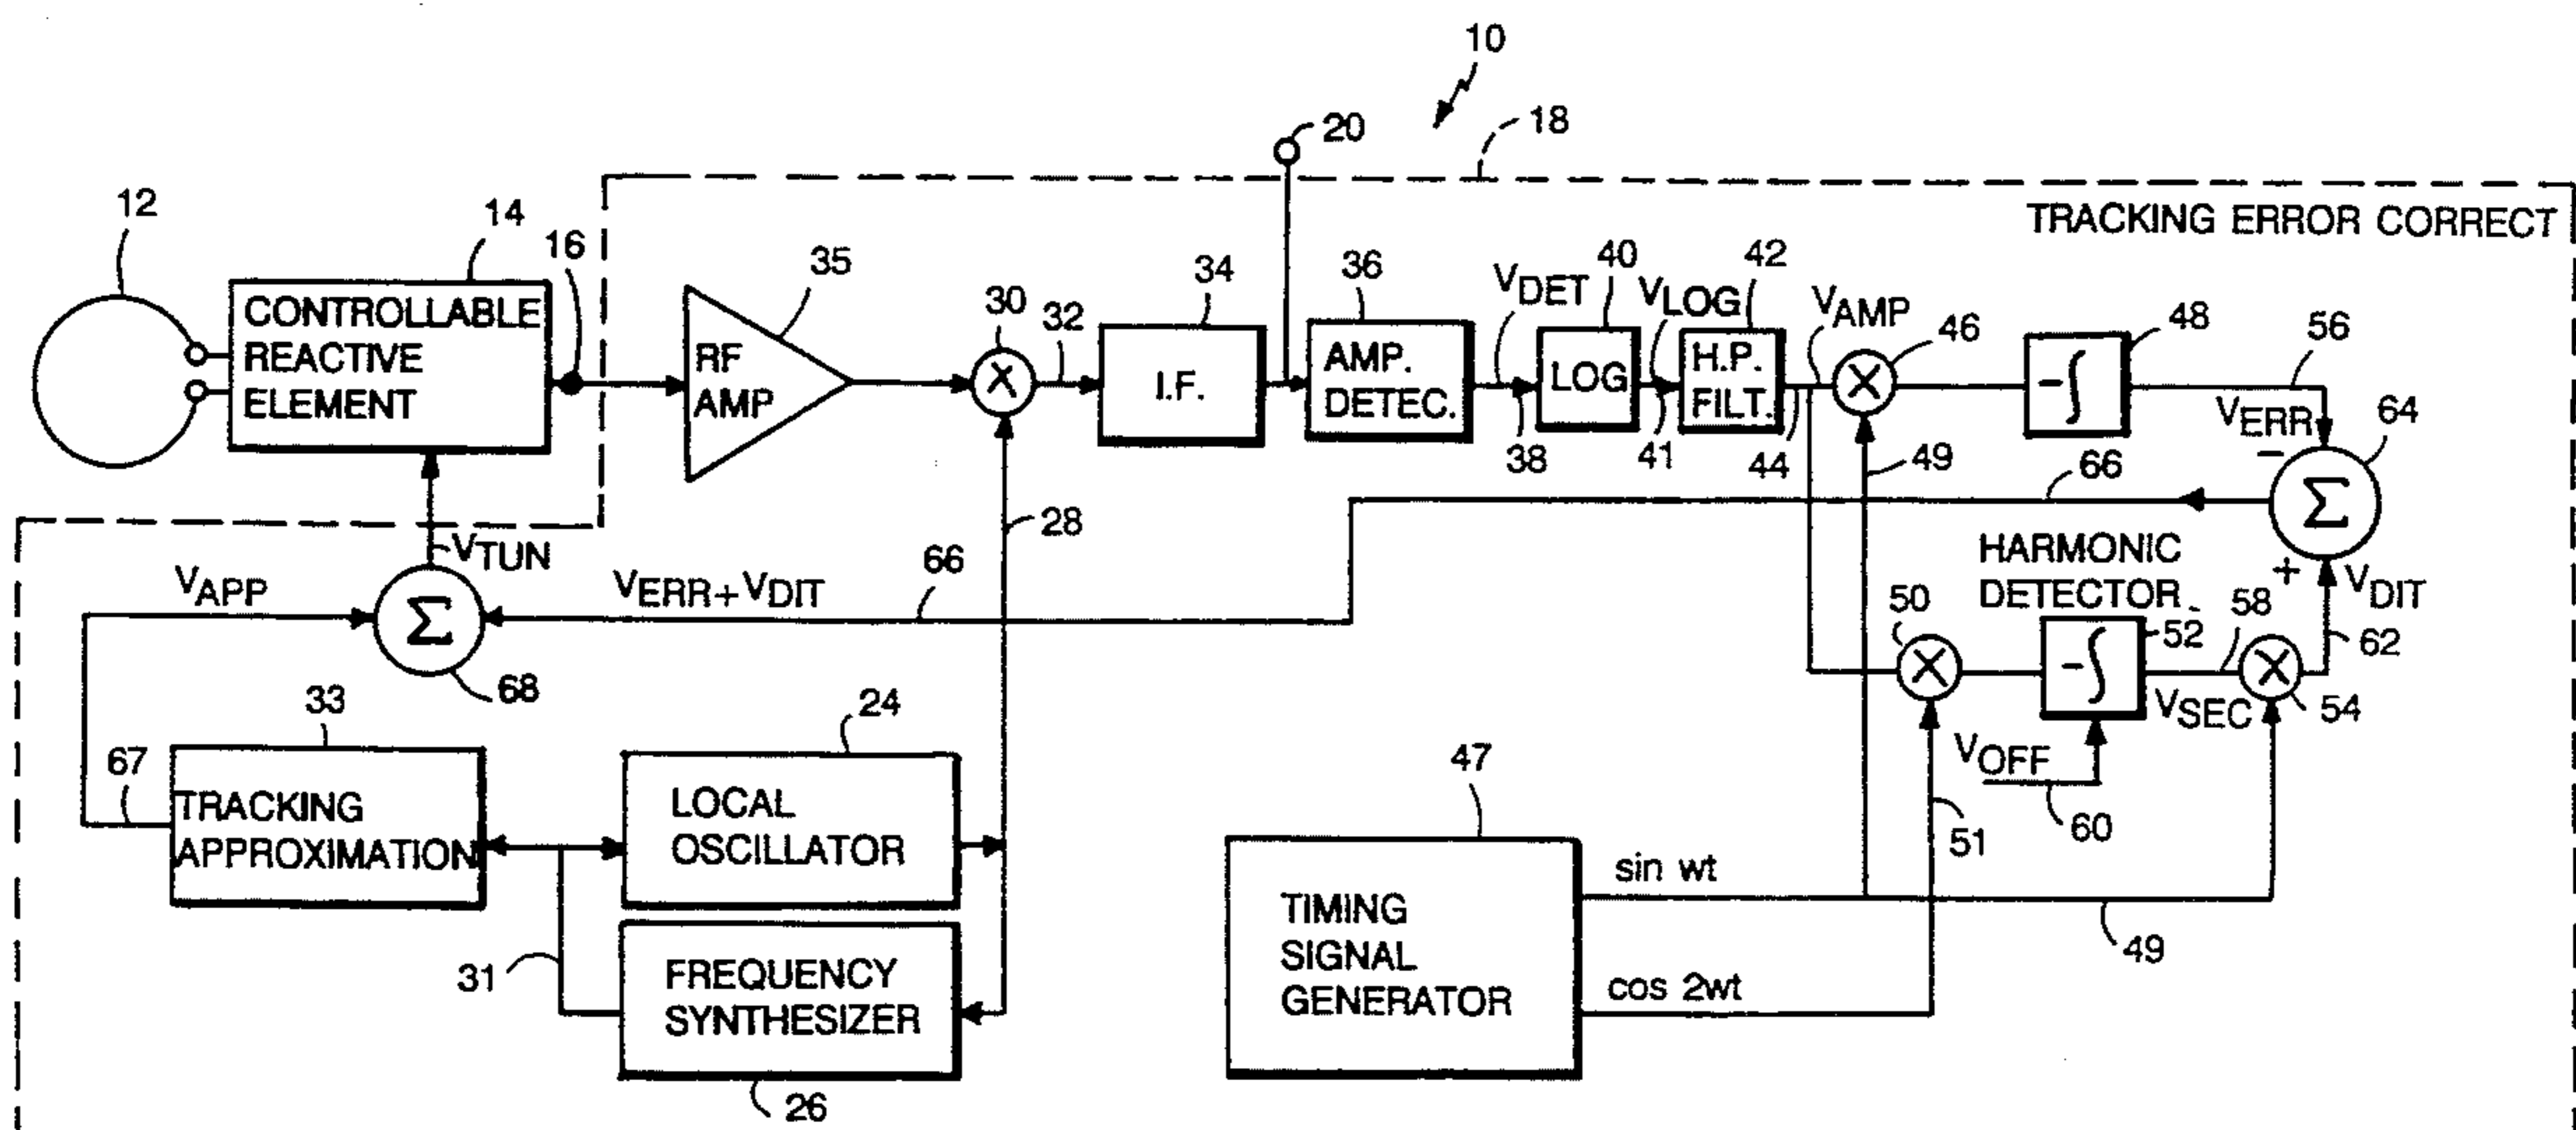 10
20
18
TRACKING ERROR CORRECT
12
14
16
35
30
32
34
36
VDET
40
VLOG
42
VAMP
46
48
56
CONTROLLABLE
REACTIVE
ELEMENT
RF
AMP
X
I.F.
AMP.
DETEC.
LOG
H.P.
FILT.
X
-∫
38
41
44
49
VERR
-
64
66
Σ
28
VTUN
HARMONIC
DETECTOR
+
VDIT
VAPP
Σ
VERR+VDIT
66
50
52
58
62
X
-∫
X
68
VSEC
54
33
24
VOFF
67
47
60
51
TRACKING
APPROXIMATION
LOCAL
OSCILLATOR
sin wt
49
TIMING
SIGNAL
GENERATOR
31
FREQUENCY
SYNTHESIZER
cos 2wt
26